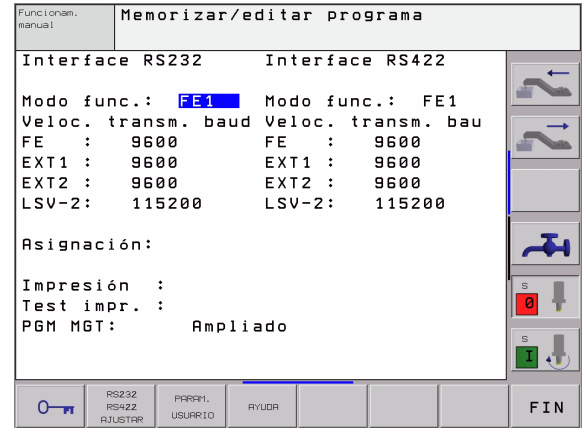 Funcionam.
manual
Memorizar/editar programa
Interface RS232 Interface RS422
Modo func.: FE1 Modo func.: FE1
Veloc. transm. baud Veloc. transm. bau
FE : 9600 FE : 9600
EXT1 : 9600 EXT1 : 9600
EXT2 : 9600 EXT2 : 9600
LSV-2: 115200 LSV-2: 115200
Asignación:
Impresión :
Test impr. :
PGM MGT: Ampliado
S
0
S
I
RS232
RS422
AJUSTAR
PARAM.
USUARIO
AYUDA
FIN